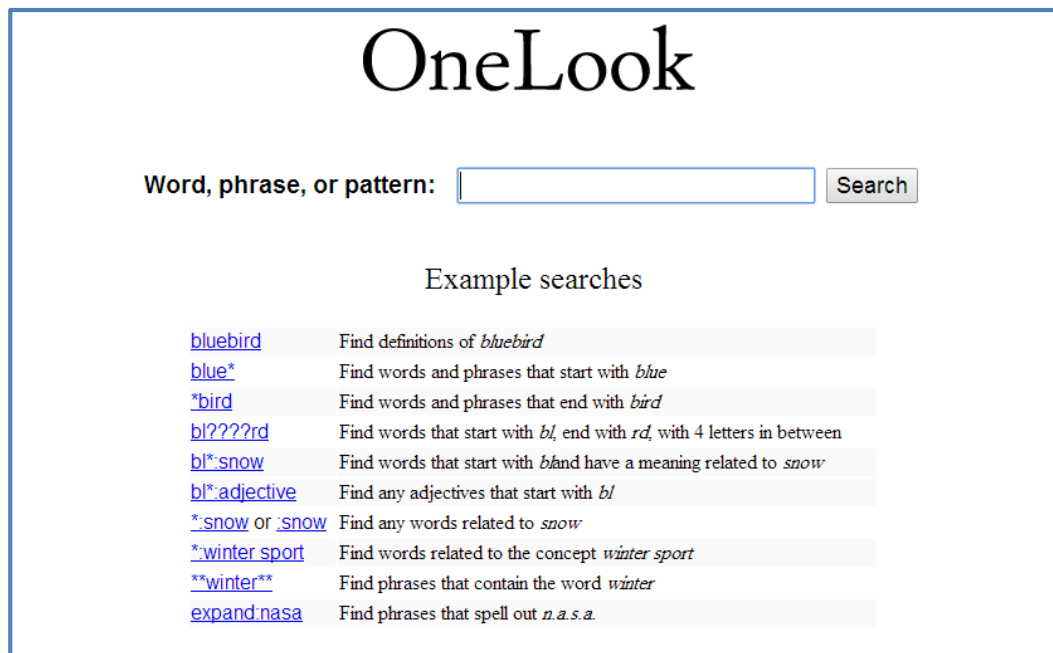 OneLook
Word, phrase, or pattern: Search
Example searches
bluebird Find definitions of bluebird
blue* Find words and phrases that start with blue
*bird Find words and phrases that end with bird
bl????rd Find words that start with bl, end with rd, with 4 letters in between
bl*:snow Find words that start with bland have a meaning related to snow
bl*:adjective Find any adjectives that start with bl
*:snow or :snow Find any words related to snow
*:winter sport Find words related to the concept winter sport
**winter** Find phrases that contain the word winter
expand:nasa Find phrases that spell out n.a.s.a.